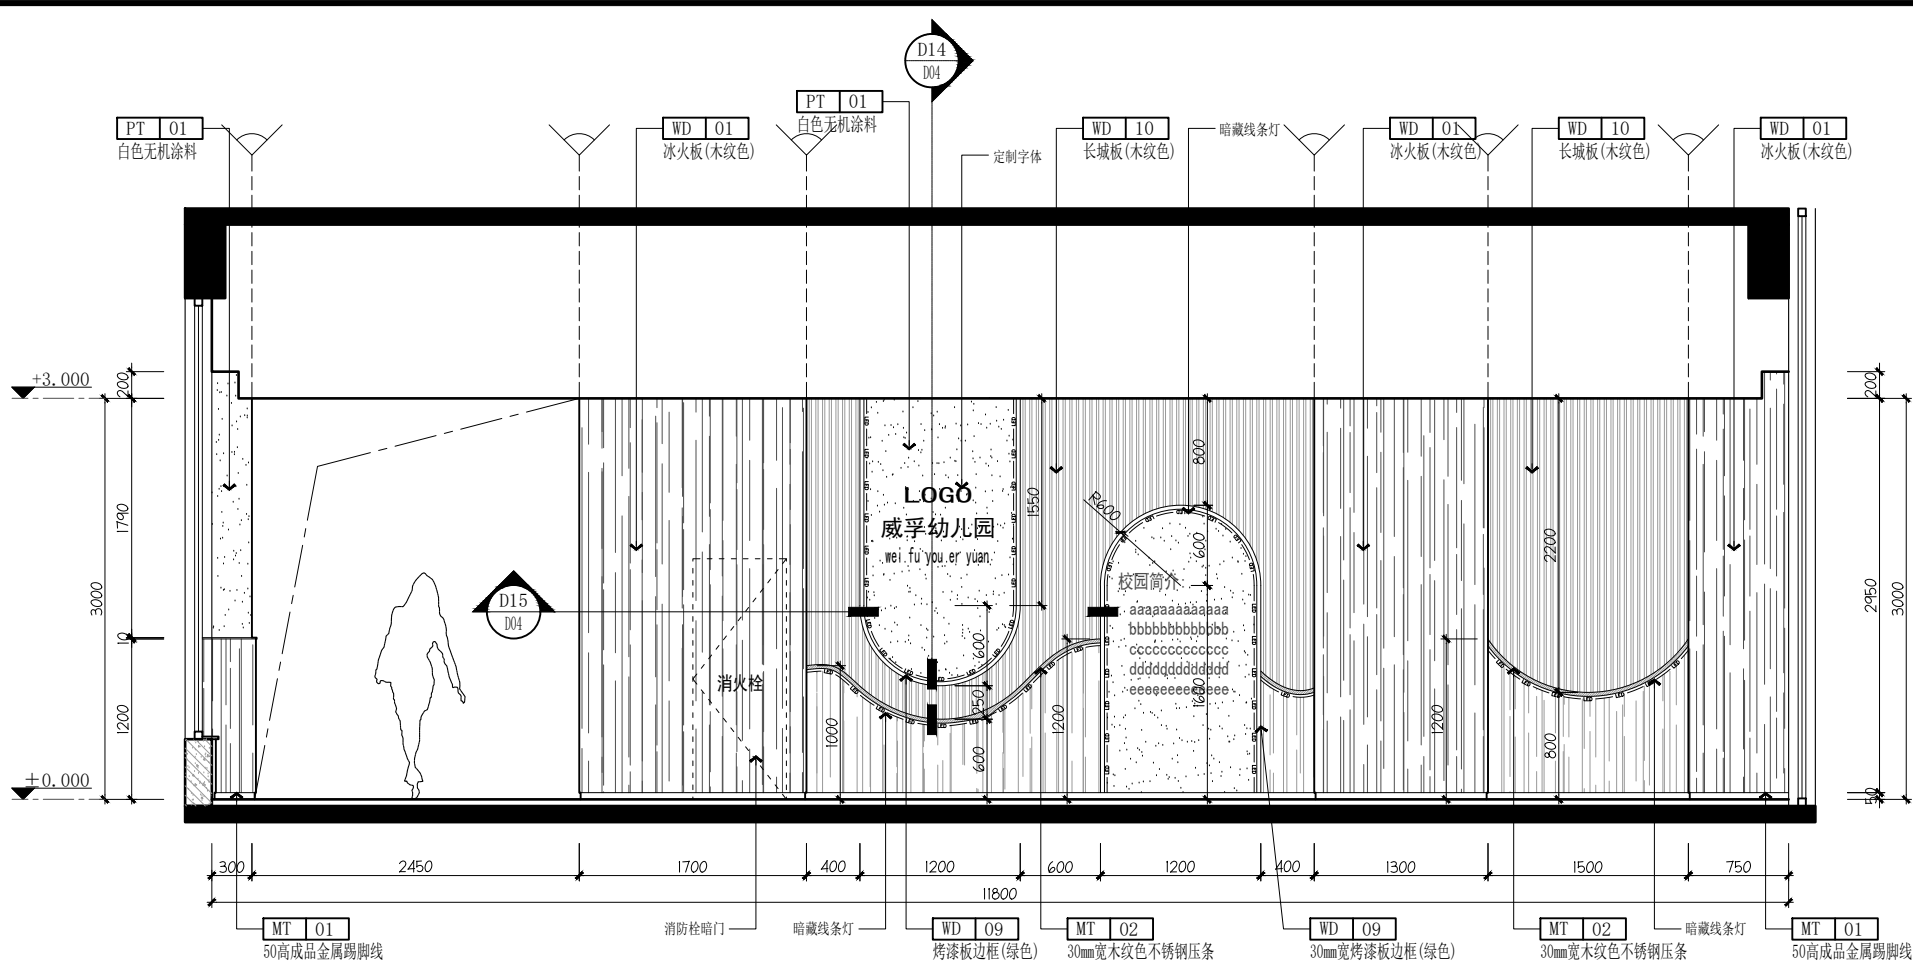 D14
D04
PT 01
白色无机涂料
WD 01
冰火板(木纹色)
PT 01
白色无机涂料
定制字体
WD 10
长城板(木纹色)
暗藏线条灯
WD 01
冰火板(木纹色)
WD 10
长城板(木纹色)
WD 01
冰火板(木纹色)
+3.000
±0.000
200
1790
3000
10
1200
D15
D04
消火栓
LOGO
威孚幼儿园
wei fu you er yuan
1550
R600
800
600
校园简介
aaaaaaaaaaaaa
bbbbbbbbbbbbb
ccccccccccccc
ddddddddddddd
eeeeeeeeeeeee
1600
600
250
600
1000
1200
1200
2200
800
200
2950
3000
50
300
2450
1700
400
1200
600
1200
400
1300
1500
750
11800
MT 01
50高成品金属踢脚线
消防栓暗门
暗藏线条灯
WD 09
烤漆板边框(绿色)
MT 02
30mm宽木纹色不锈钢压条
WD 09
30mm宽烤漆板边框(绿色)
MT 02
30mm宽木纹色不锈钢压条
暗藏线条灯
MT 01
50高成品金属踢脚线